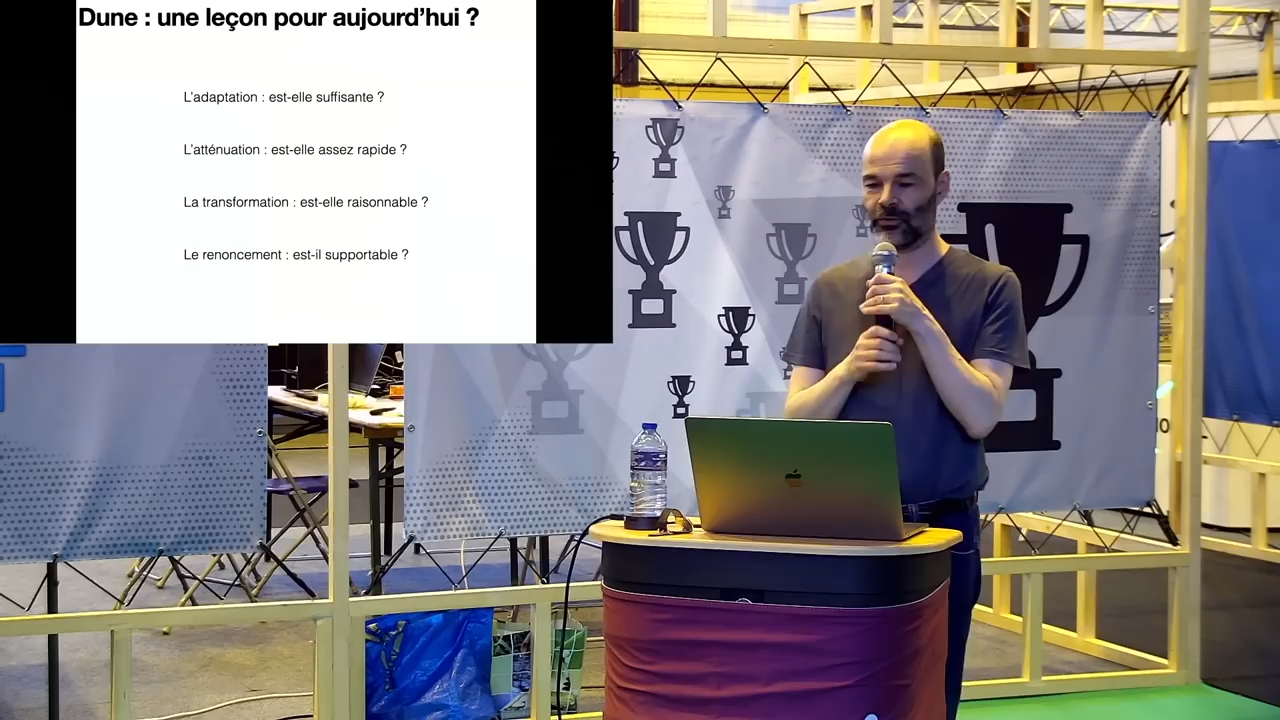 Dune : une leçon pour aujourd’hui ?
L’adaptation : est-elle suffisante ?
L’atténuation : est-elle assez rapide ?
La transformation : est-elle raisonnable ?
Le renoncement : est-il supportable ?